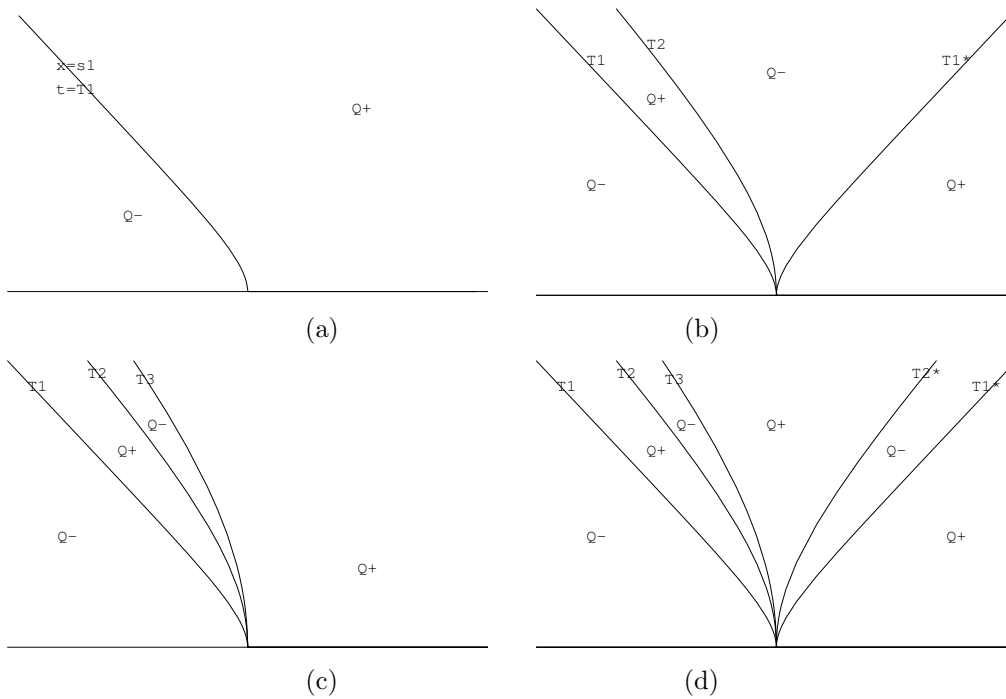 x=s1
t=T1
Q+
Q-
(a)
T1
T2
T1*
Q+
Q-
Q-
Q+
(b)
T1
T2
T3
Q-
Q+
Q-
Q+
(c)
T1
T2
T3
T2*
T1*
Q-
Q+
Q+
Q-
Q-
Q+
(d)